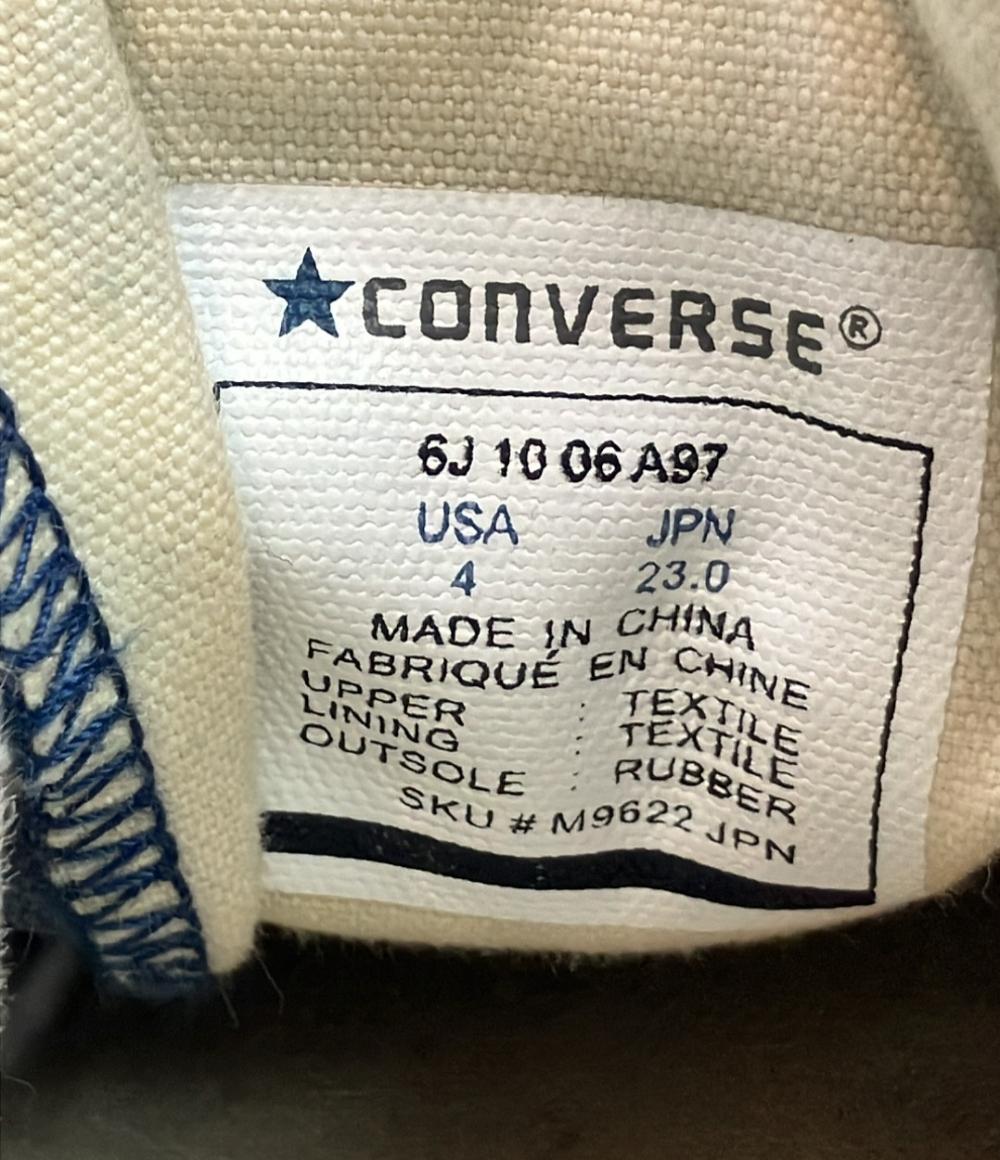 ★CONVERSE®
6J 10 06 A97
USA JPN
4 23.0
MADE IN CHINA
FABRIQUÉ EN CHINE
UPPER : TEXTILE
LINING : TEXTILE
OUTSOLE : RUBBER
SKU # M9622 JPN